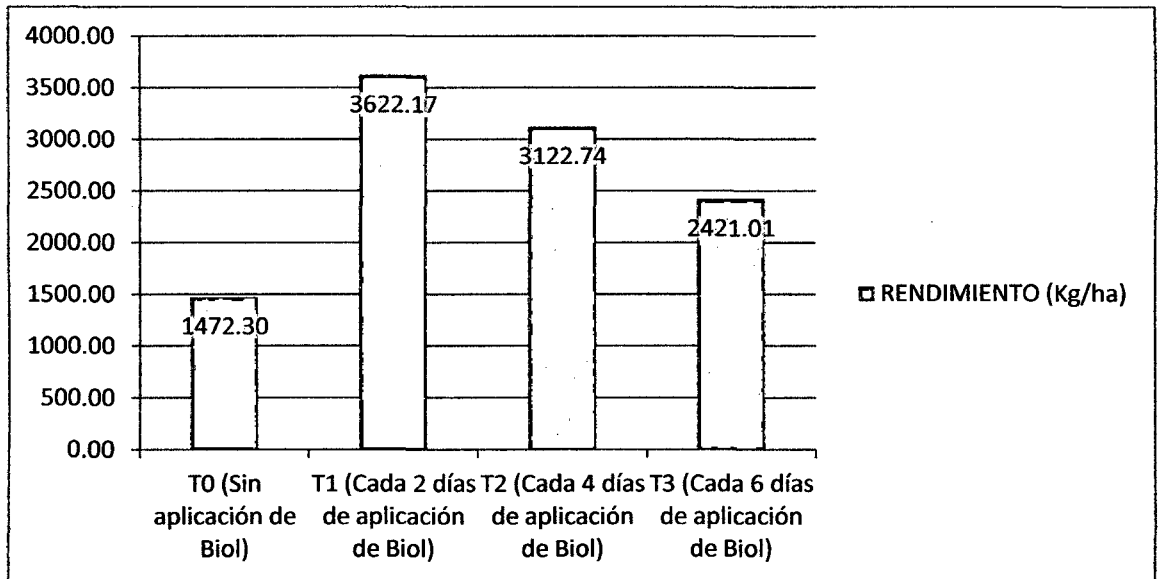 4000.00
3500.00
3000.00
2500.00
2000.00
1500.00
1000.00
500.00
0.00
1472.30
3622.17
3122.74
2421.01
T0 (Sin
aplicación de
Biol)
T1 (Cada 2 días
de aplicación
de Biol)
T2 (Cada 4 días
de aplicación
de Biol)
T3 (Cada 6 días
de aplicación
de Biol)
RENDIMIENTO (Kg/ha)